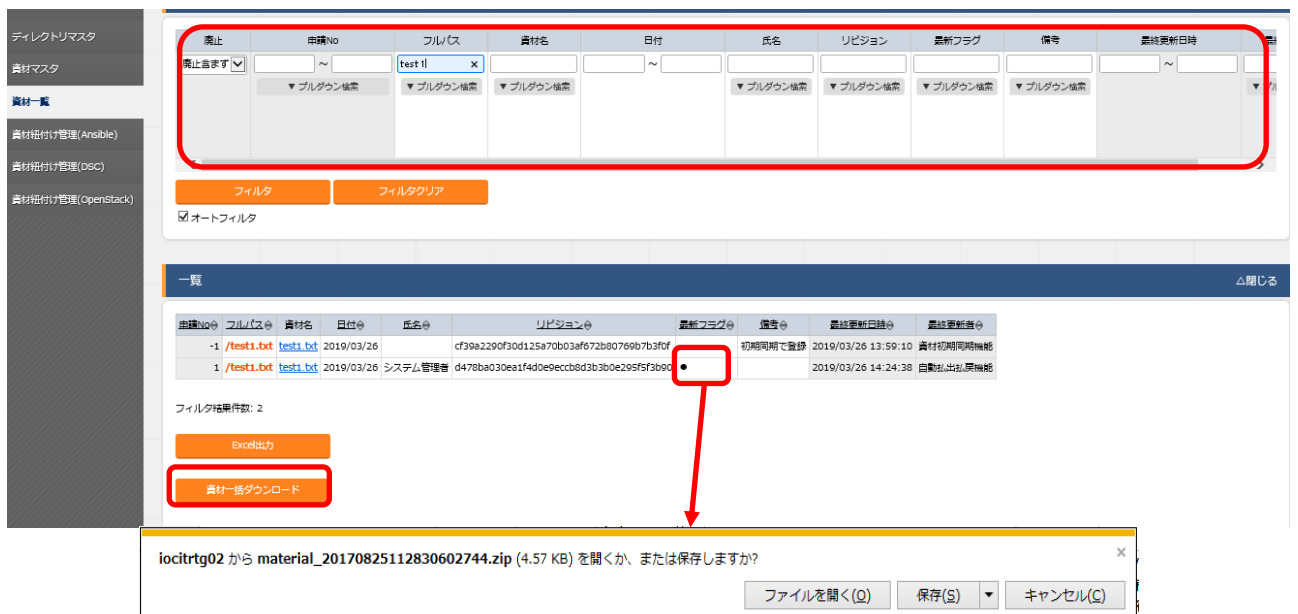 ディレクトリマスタ
資材マスタ
資材一覧
資材紐付け管理(Ansible)
資材紐付け管理(DSC)
資材紐付け管理(OpenStack)
廃止 申請No フルパス 資材名 日付 氏名 リビジョン 最新フラグ 備考 最終更新日時
廃止含まず ～ test1 x ～ ～
▼ プルダウン検索 ▼ プルダウン検索 ▼ プルダウン検索 ▼ プルダウン検索 ▼ プルダウン検索 ▼ プルダウン検索 ▼ プルダウン検索
フィルタ フィルタクリア
オートフィルタ
一覧 △閉じる
申請No フルパス 資材名 日付 氏名 リビジョン 最新フラグ 備考 最終更新日時 最終更新者
-1 /test1.txt test1.txt 2019/03/26 cf39a2290f30d125a70b03af672b80769b7b3f0f 初期同期で登録 2019/03/26 13:59:10 資材初期同期機能
1 /test1.txt test1.txt 2019/03/26 システム管理者 d478ba030ea1f4d0e9eccb8d3b3b0e295f5f3b90 ● 2019/03/26 14:24:38 自動払出払戻機能
フィルタ結果件数: 2
Excel出力
資材一括ダウンロード
iocitrtg02 から material_20170825112830602744.zip (4.57 KB) を開くか、または保存しますか? ×
ファイルを開く(O) 保存(S) ▼ キャンセル(C)